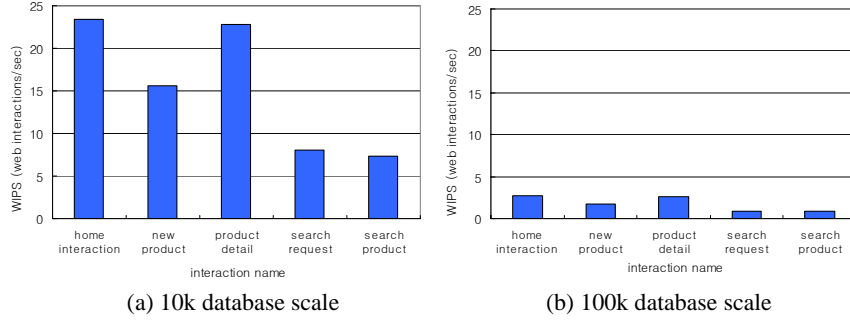 25
20
15
10
5
0
WIPS (web interactions/sec)
home interaction
new product
product detail
search request
search product
interaction name
(a) 10k database scale
25
20
15
10
5
0
WIPS (web interactions/sec)
home interaction
new product
product detail
search request
search product
interaction name
(b) 100k database scale